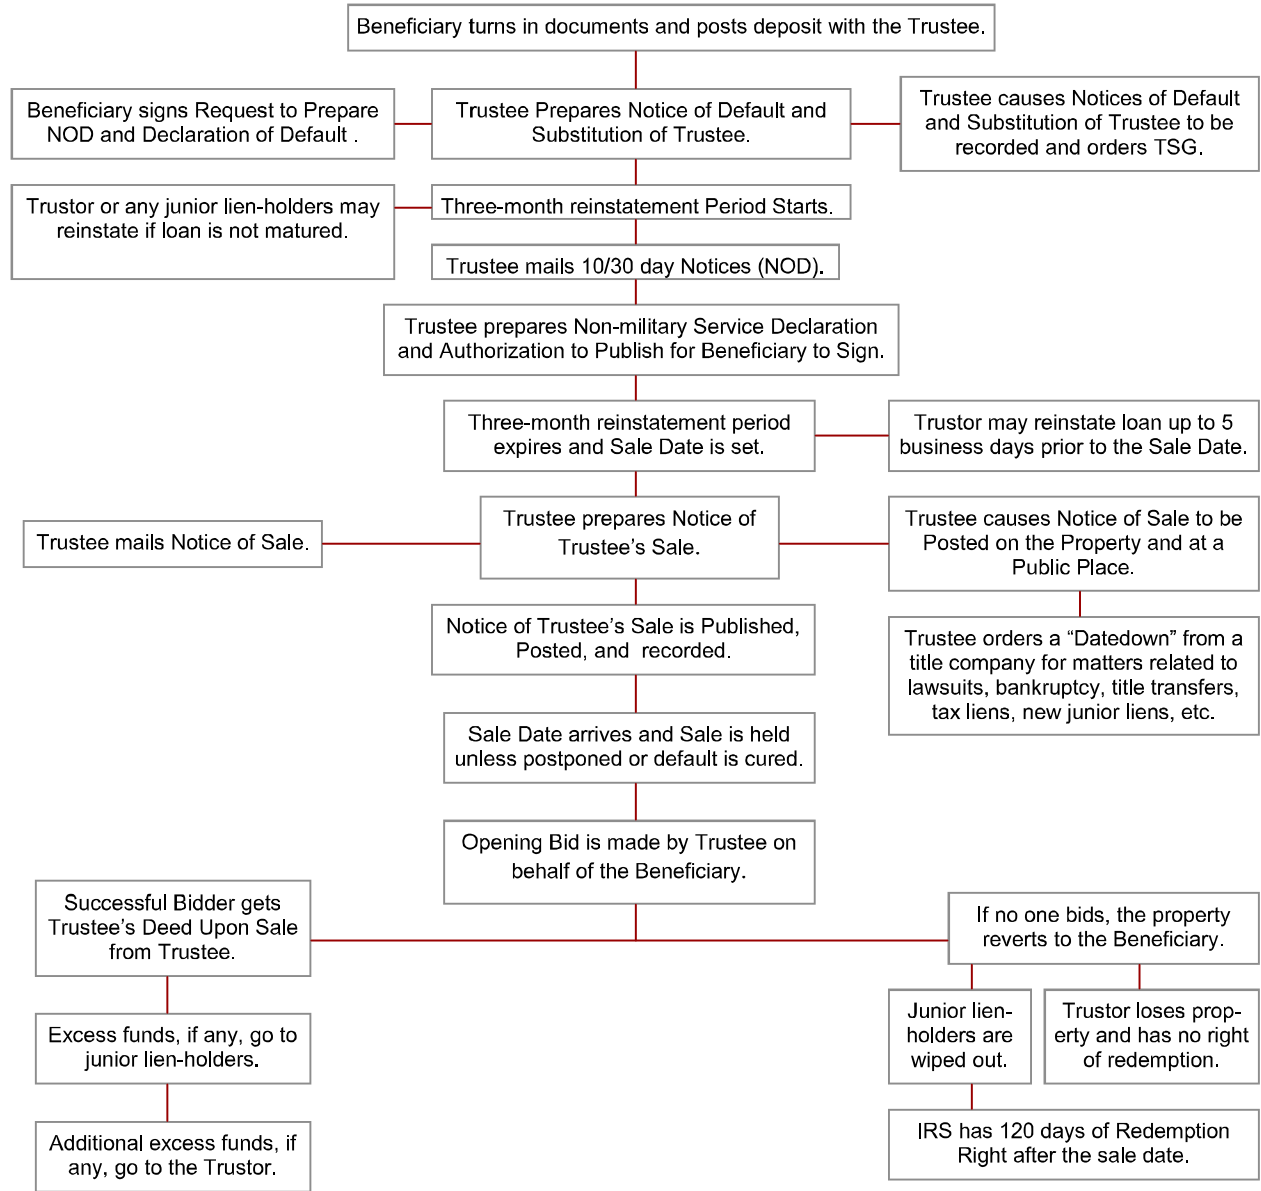 Beneficiary turns in documents and posts deposit with the Trustee.
Beneficiary signs Request to Prepare
NOD and Declaration of Default .
Trustee Prepares Notice of Default and
Substitution of Trustee.
Trustee causes Notices of Default
and Substitution of Trustee to be
recorded and orders TSG.
Trustor or any junior lien-holders may
reinstate if loan is not matured.
Three-month reinstatement Period Starts.
Trustee mails 10/30 day Notices (NOD).
Trustee prepares Non-military Service Declaration
and Authorization to Publish for Beneficiary to Sign.
Three-month reinstatement period
expires and Sale Date is set.
Trustor may reinstate loan up to 5
business days prior to the Sale Date.
Trustee mails Notice of Sale.
Trustee prepares Notice of
Trustee’s Sale.
Trustee causes Notice of Sale to be
Posted on the Property and at a
Public Place.
Notice of Trustee’s Sale is Published,
Posted, and recorded.
Trustee orders a “Datedown” from a
title company for matters related to
lawsuits, bankruptcy, title transfers,
tax liens, new junior liens, etc.
Sale Date arrives and Sale is held
unless postponed or default is cured.
Opening Bid is made by Trustee on
behalf of the Beneficiary.
Successful Bidder gets
Trustee’s Deed Upon Sale
from Trustee.
If no one bids, the property
reverts to the Beneficiary.
Excess funds, if any, go to
junior lien-holders.
Junior lien-
holders are
wiped out.
Trustor loses prop-
erty and has no right
of redemption.
Additional excess funds, if
any, go to the Trustor.
IRS has 120 days of Redemption
Right after the sale date.